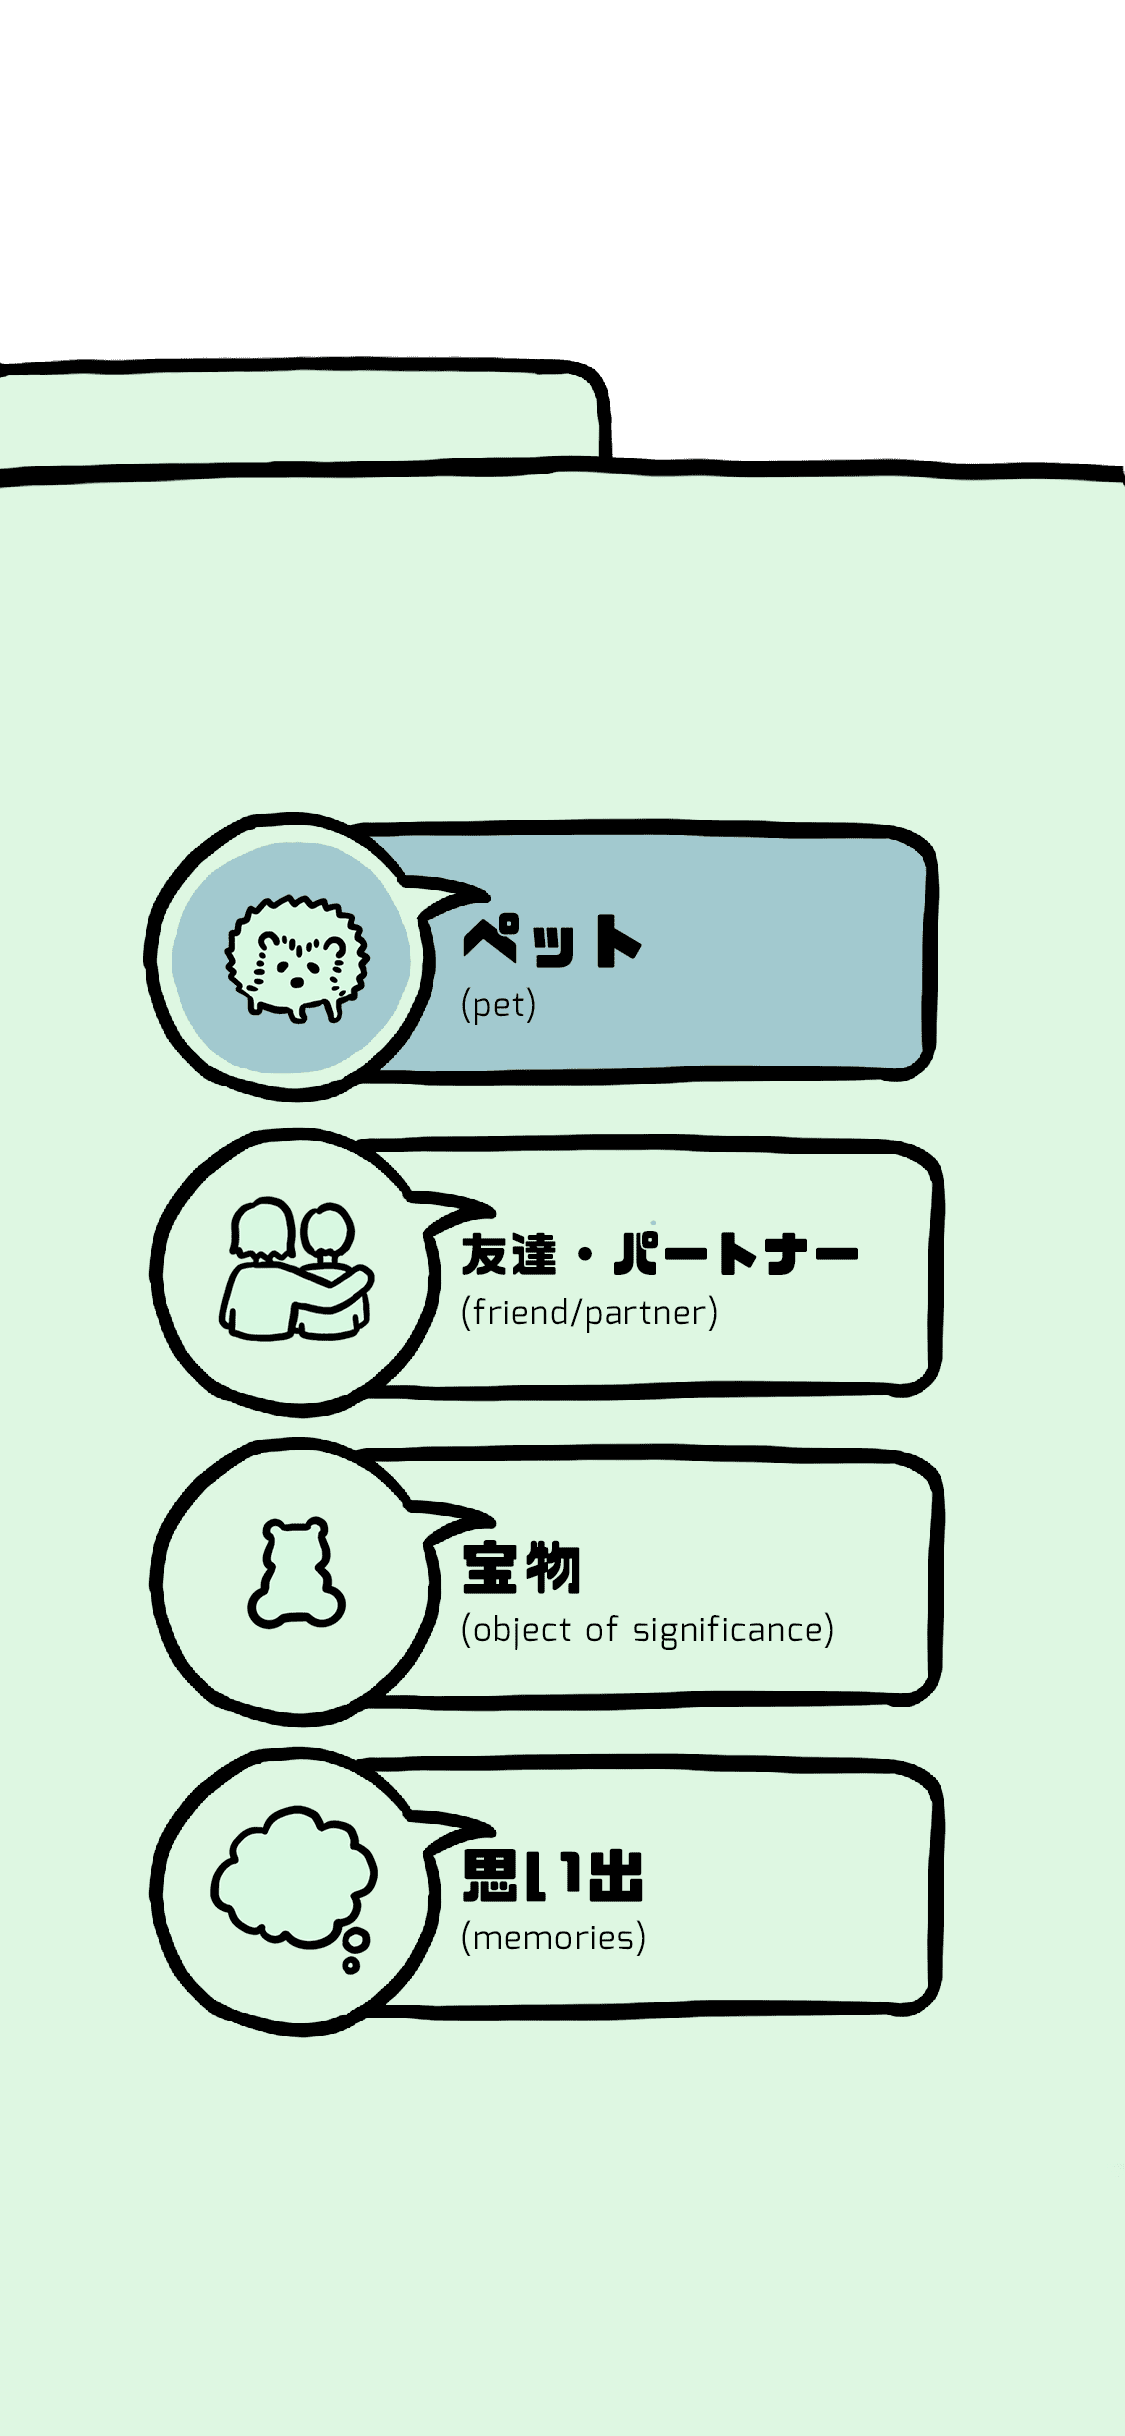 ペット
(pet)
友達・パートナー
(friend/partner)
宝物
(object of significance)
思い出
(memories)